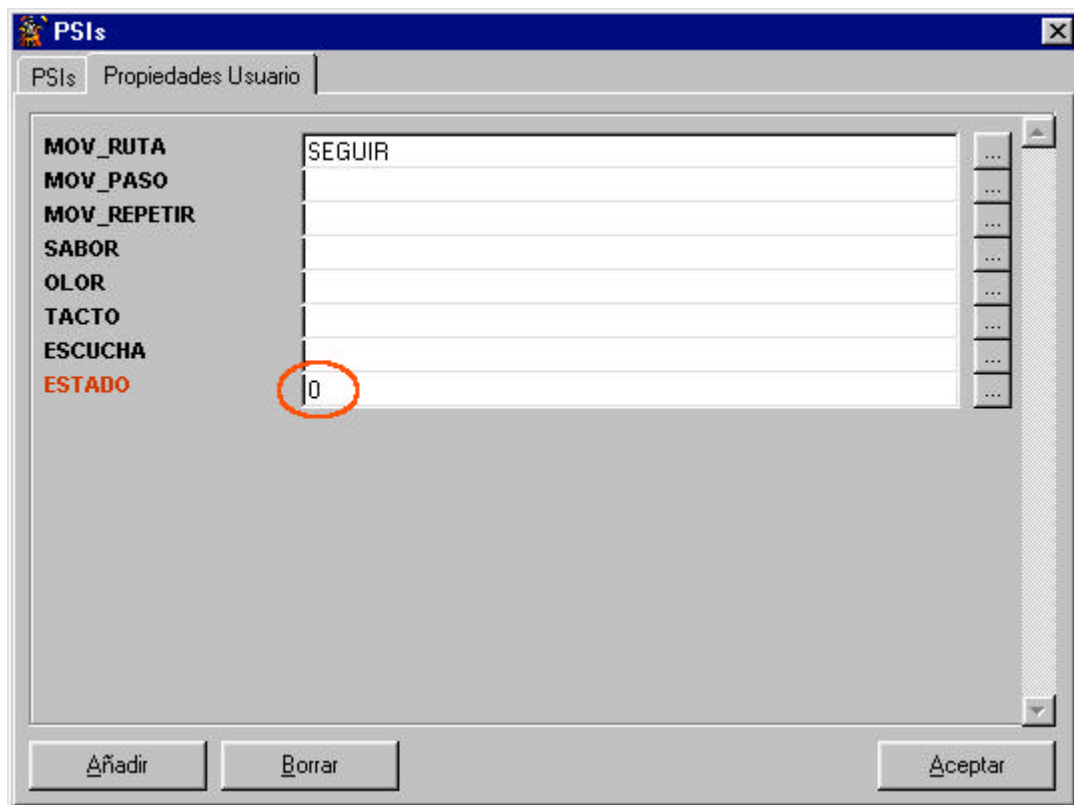 PSIs
PSIs Propiedades Usuario
MOV_RUTA SEGUIR ...
MOV_PASO ...
MOV_REPETIR ...
SABOR ...
OLOR ...
TACTO ...
ESCUCHA ...
ESTADO 0 ...
Añadir Borrar Aceptar